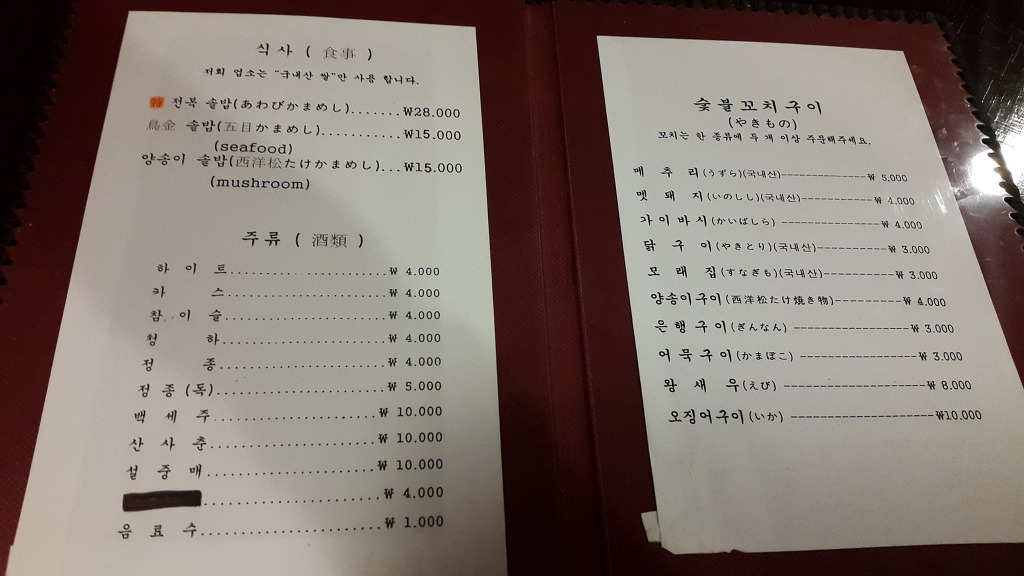 식사 ( 食事 )
저희 업소는 "국내산 쌀"만 사용 합니다.
特 전복 솥밥(あわびかまめし).......₩28.000
鳥金 솥밥(五目かまめし)............₩15.000
(seafood)
양송이 솥밥(西洋松たけかまめし)...₩15.000
(mushroom)
주류 ( 酒類 )
하 이 트........................₩ 4.000
카 스........................₩ 4.000
참 이 슬........................₩ 4.000
청 하........................₩ 4.000
정 종........................₩ 4.000
정 종 (독)........................₩ 5.000
백 세 주........................₩ 10.000
산 사 춘........................₩ 10.000
설 중 매........................₩ 10.000
........................₩ 4.000
음 료 수........................₩ 1.000
숯불꼬치구이
(やきもの)
꼬치는 한 종류에 두 개 이상 주문해주세요.
메 추 리(うずら)(국내산)--------------₩ 5,000
멧 돼 지(いのしし)(국내산)------------₩ 4.000
가이바시(かいばしら) -----------------₩ 4.000
닭 구 이(やきとり)(국내산)------------₩ 3.000
모 래 집(すなぎも)(국내산)------------₩ 3.000
양송이구이(西洋松たけ焼き物)----------₩ 4.000
은행구이(ぎんなん) ------------------₩ 3.000
어묵구이(かまぼこ) ------------------₩ 3.000
왕 새 우(えび) ----------------------₩ 8.000
오징어구이(いか) ---------------------₩10.000